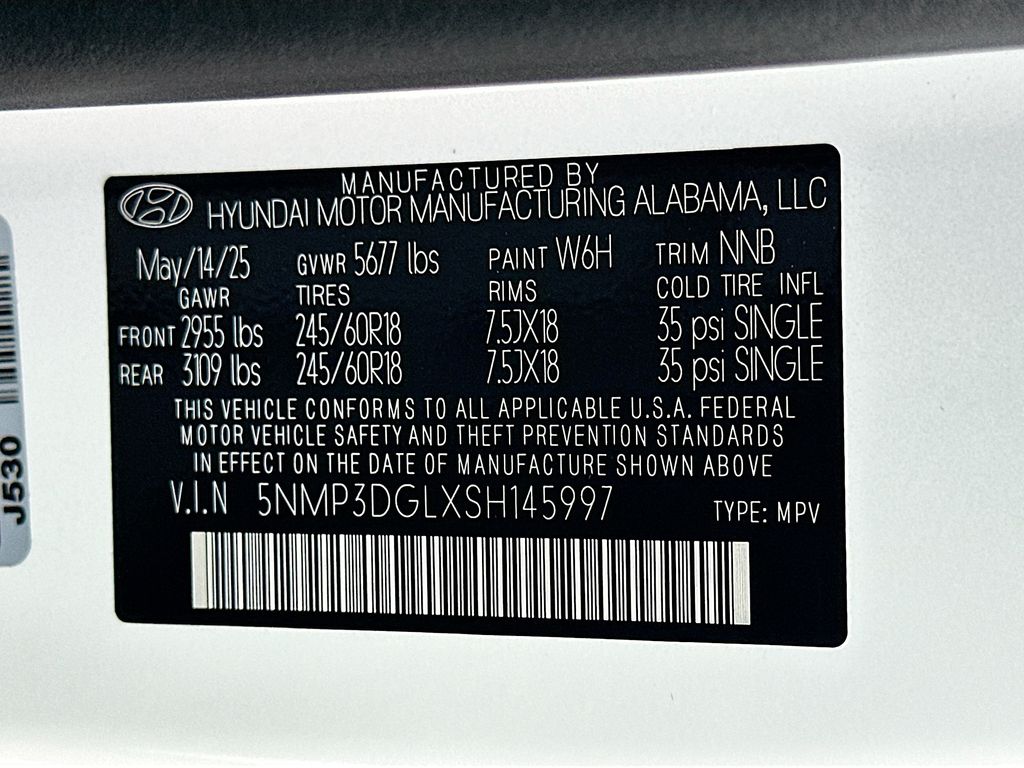 MANUFACTURED BY
HYUNDAI MOTOR MANUFACTURING ALABAMA, LLC
May/14/25 GVWR 5677 lbs PAINT W6H TRIM NNB
GAWR TIRES RIMS COLD TIRE INFL
FRONT 2955 lbs 245/60R18 7.5JX18 35 psi SINGLE
REAR 3109 lbs 245/60R18 7.5JX18 35 psi SINGLE
THIS VEHICLE CONFORMS TO ALL APPLICABLE U.S.A. FEDERAL
MOTOR VEHICLE SAFETY AND THEFT PREVENTION STANDARDS
IN EFFECT ON THE DATE OF MANUFACTURE SHOWN ABOVE
V.I.N 5NMP3DGLXSH145997 TYPE: MPV
J530